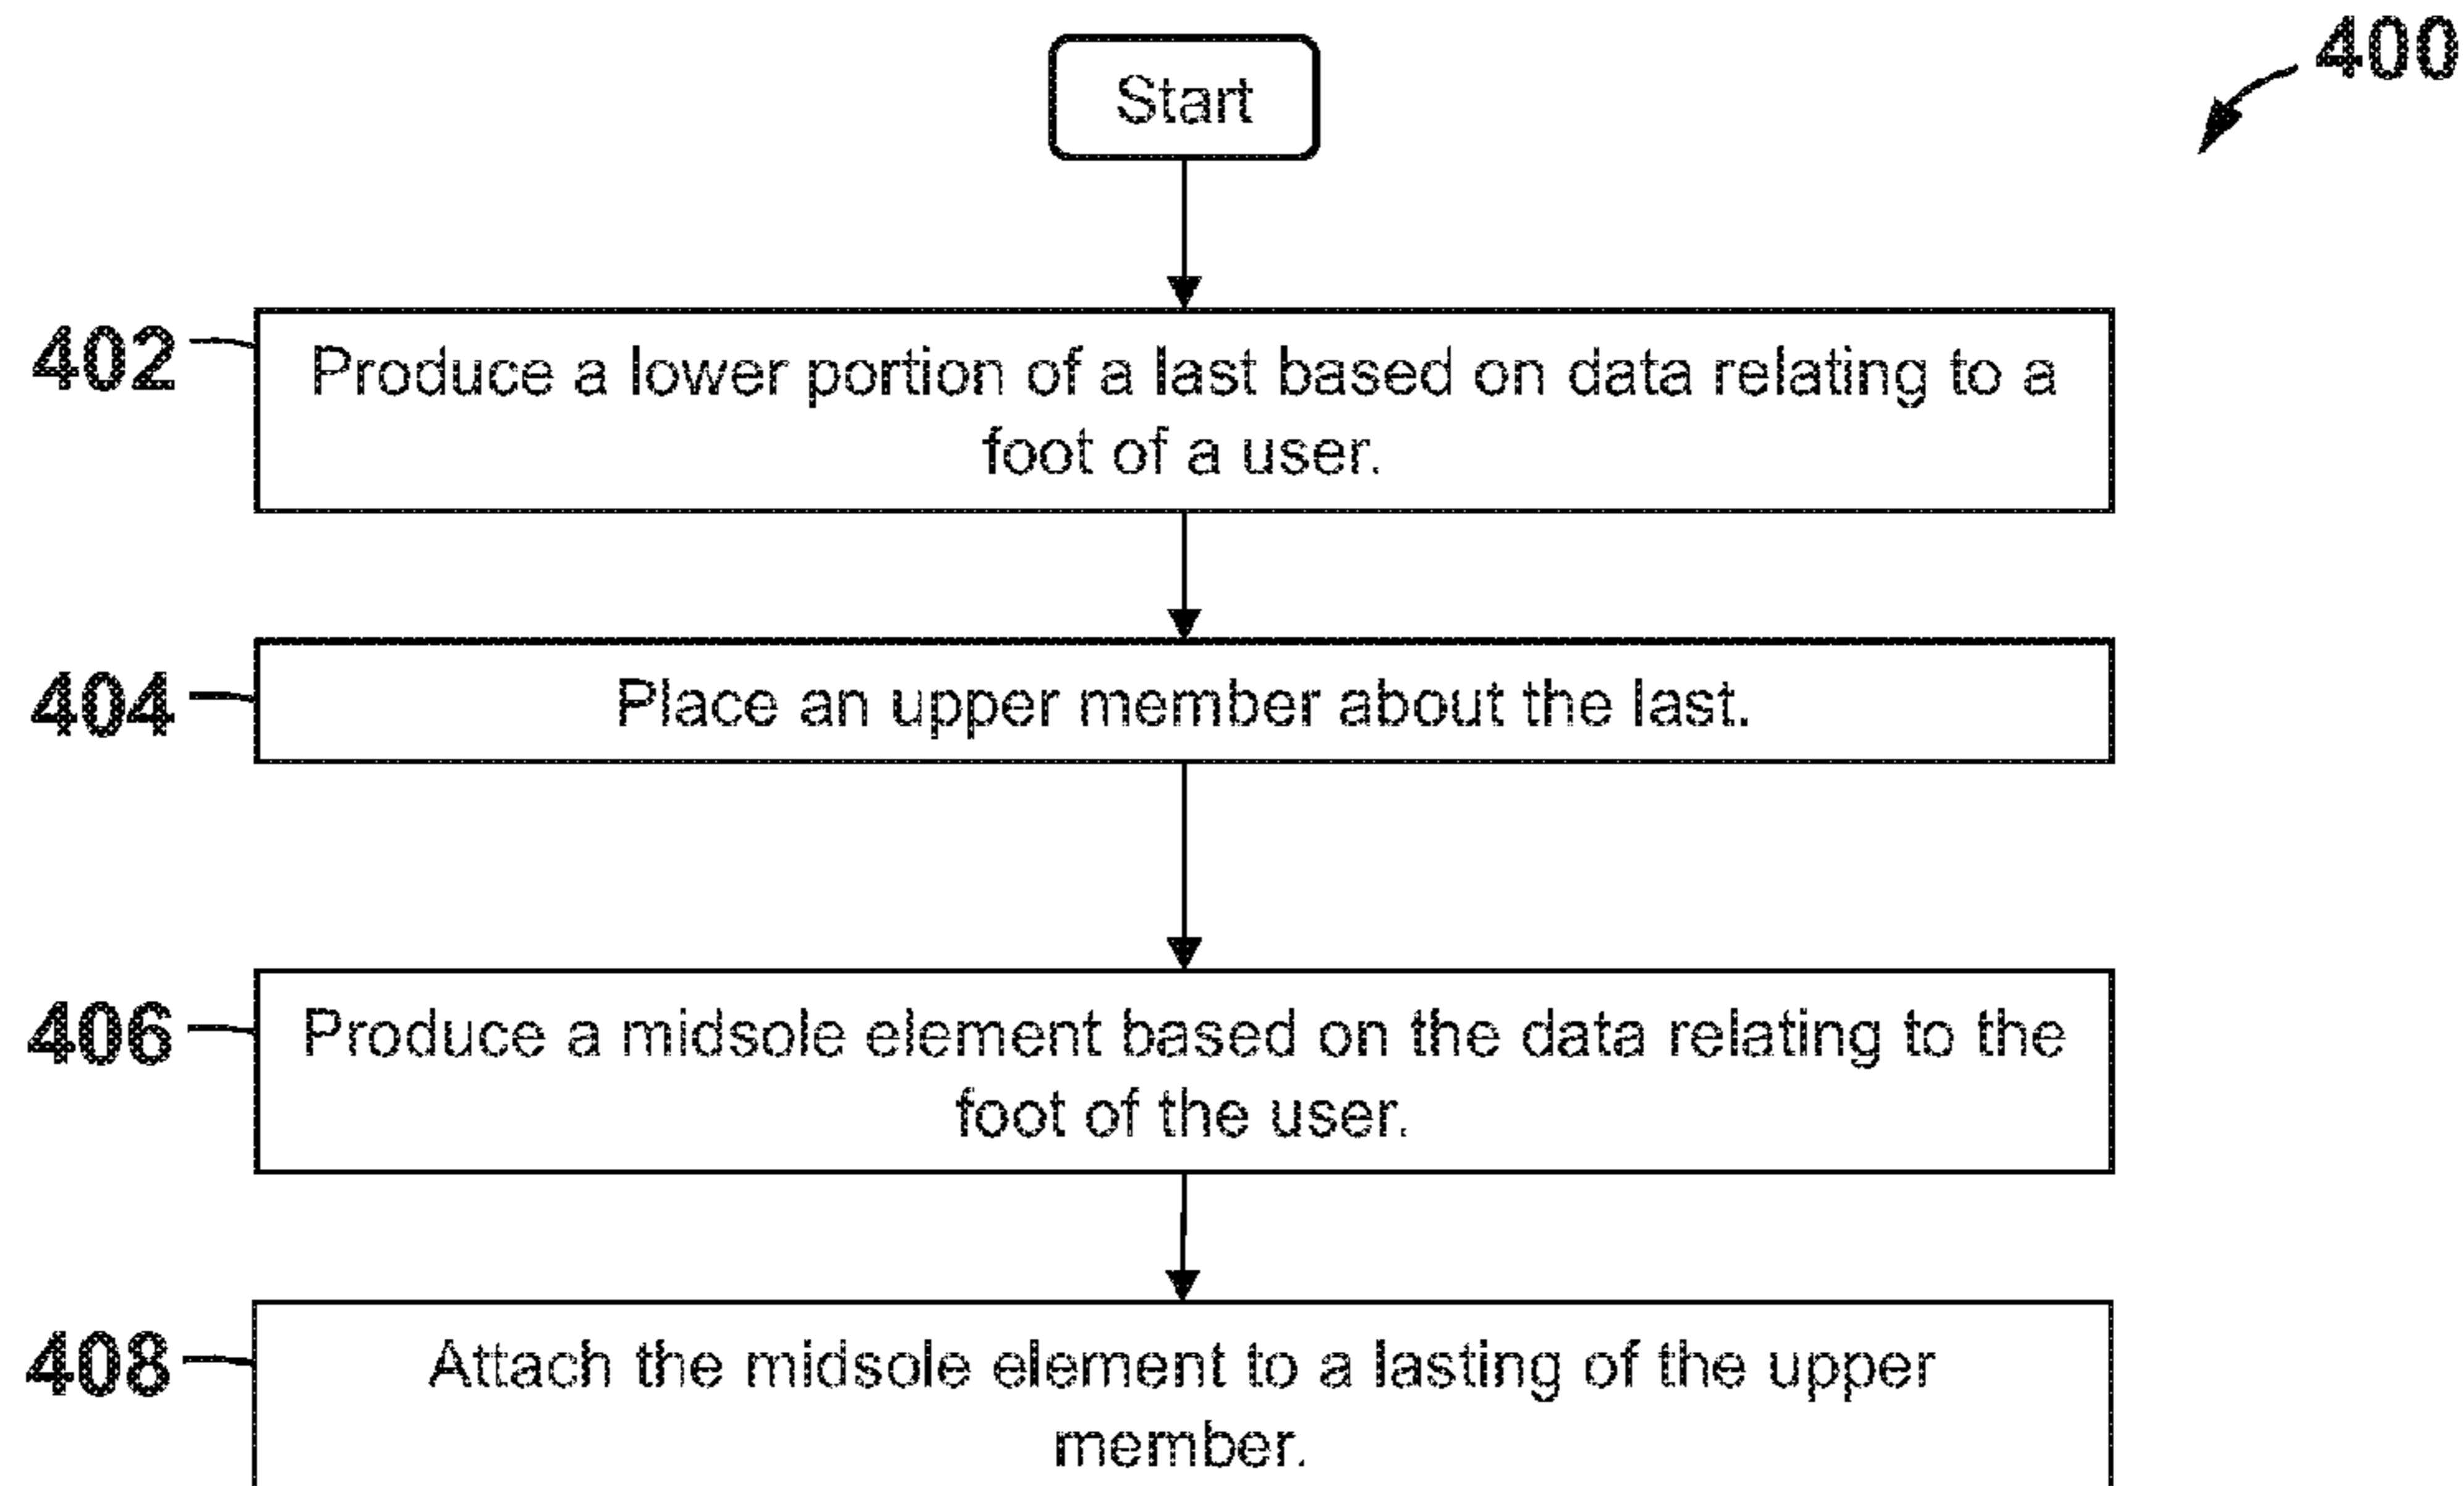 Start
400
402
Produce a lower portion of a last based on data relating to a
foot of a user.
404
Place an upper member about the last.
406
Produce a midsole element based on the data relating to the
foot of the user.
408
Attach the midsole element to a lasting of the upper
member.